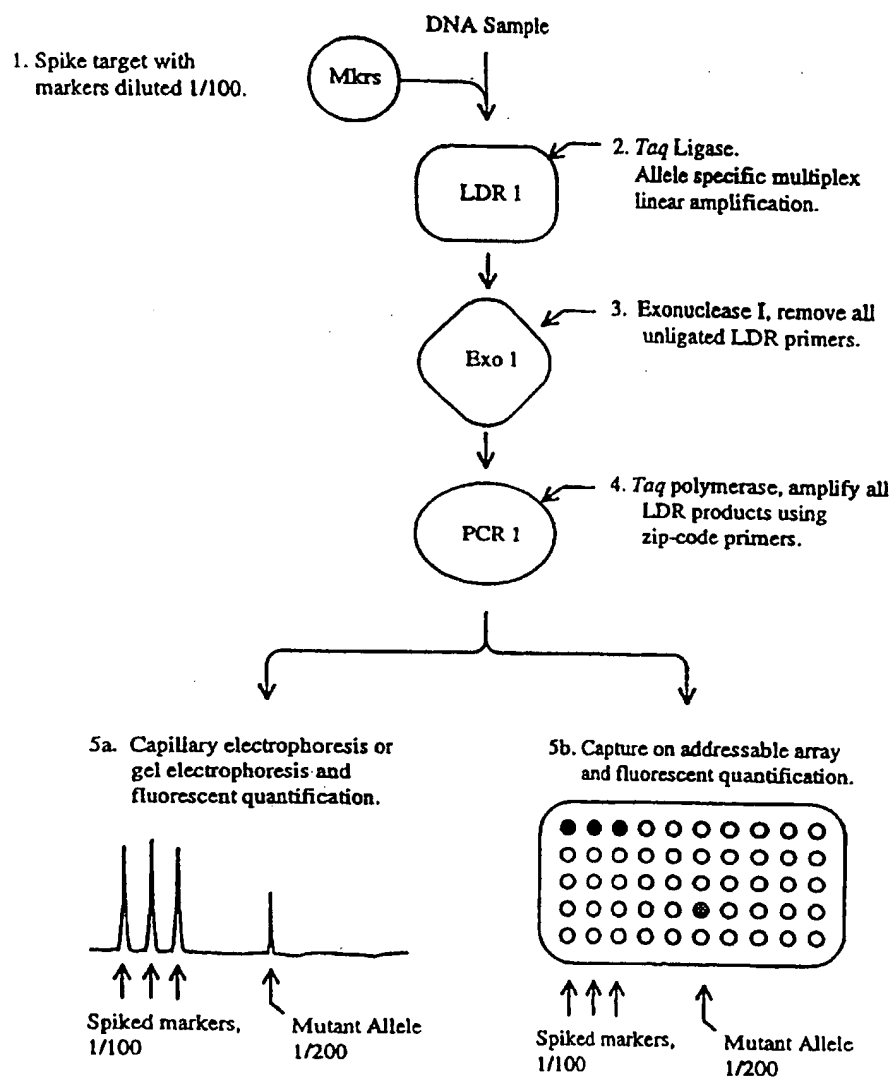 DNA Sample
1. Spike target with
markers diluted 1/100.
Mkrs
2. Taq Ligase.
Allele specific multiplex
linear amplification.
LDR 1
3. Exonuclease I, remove all
unligated LDR primers.
Exo 1
4. Taq polymerase, amplify all
LDR products using
zip-code primers.
PCR 1
5a. Capillary electrophoresis or
gel electrophoresis and
fluorescent quantification.
5b. Capture on addressable array
and fluorescent quantification.
Spiked markers,
1/100
Mutant Allele
1/200
Spiked markers,
1/100
Mutant Allele
1/200